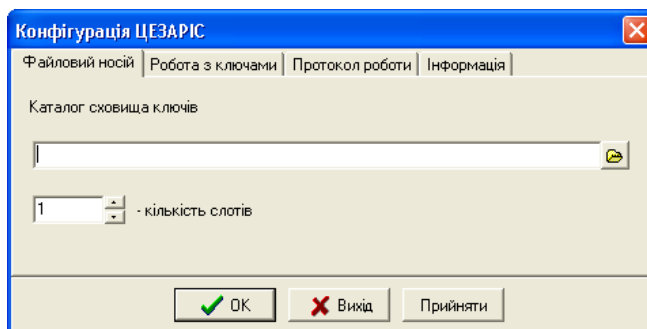 Конфігурація ЦЕЗАРІС
Файловий носій Робота з ключами Протокол роботи Інформація
Каталог сховища ключів
1 - кількість слотів
OK Вихід Прийняти